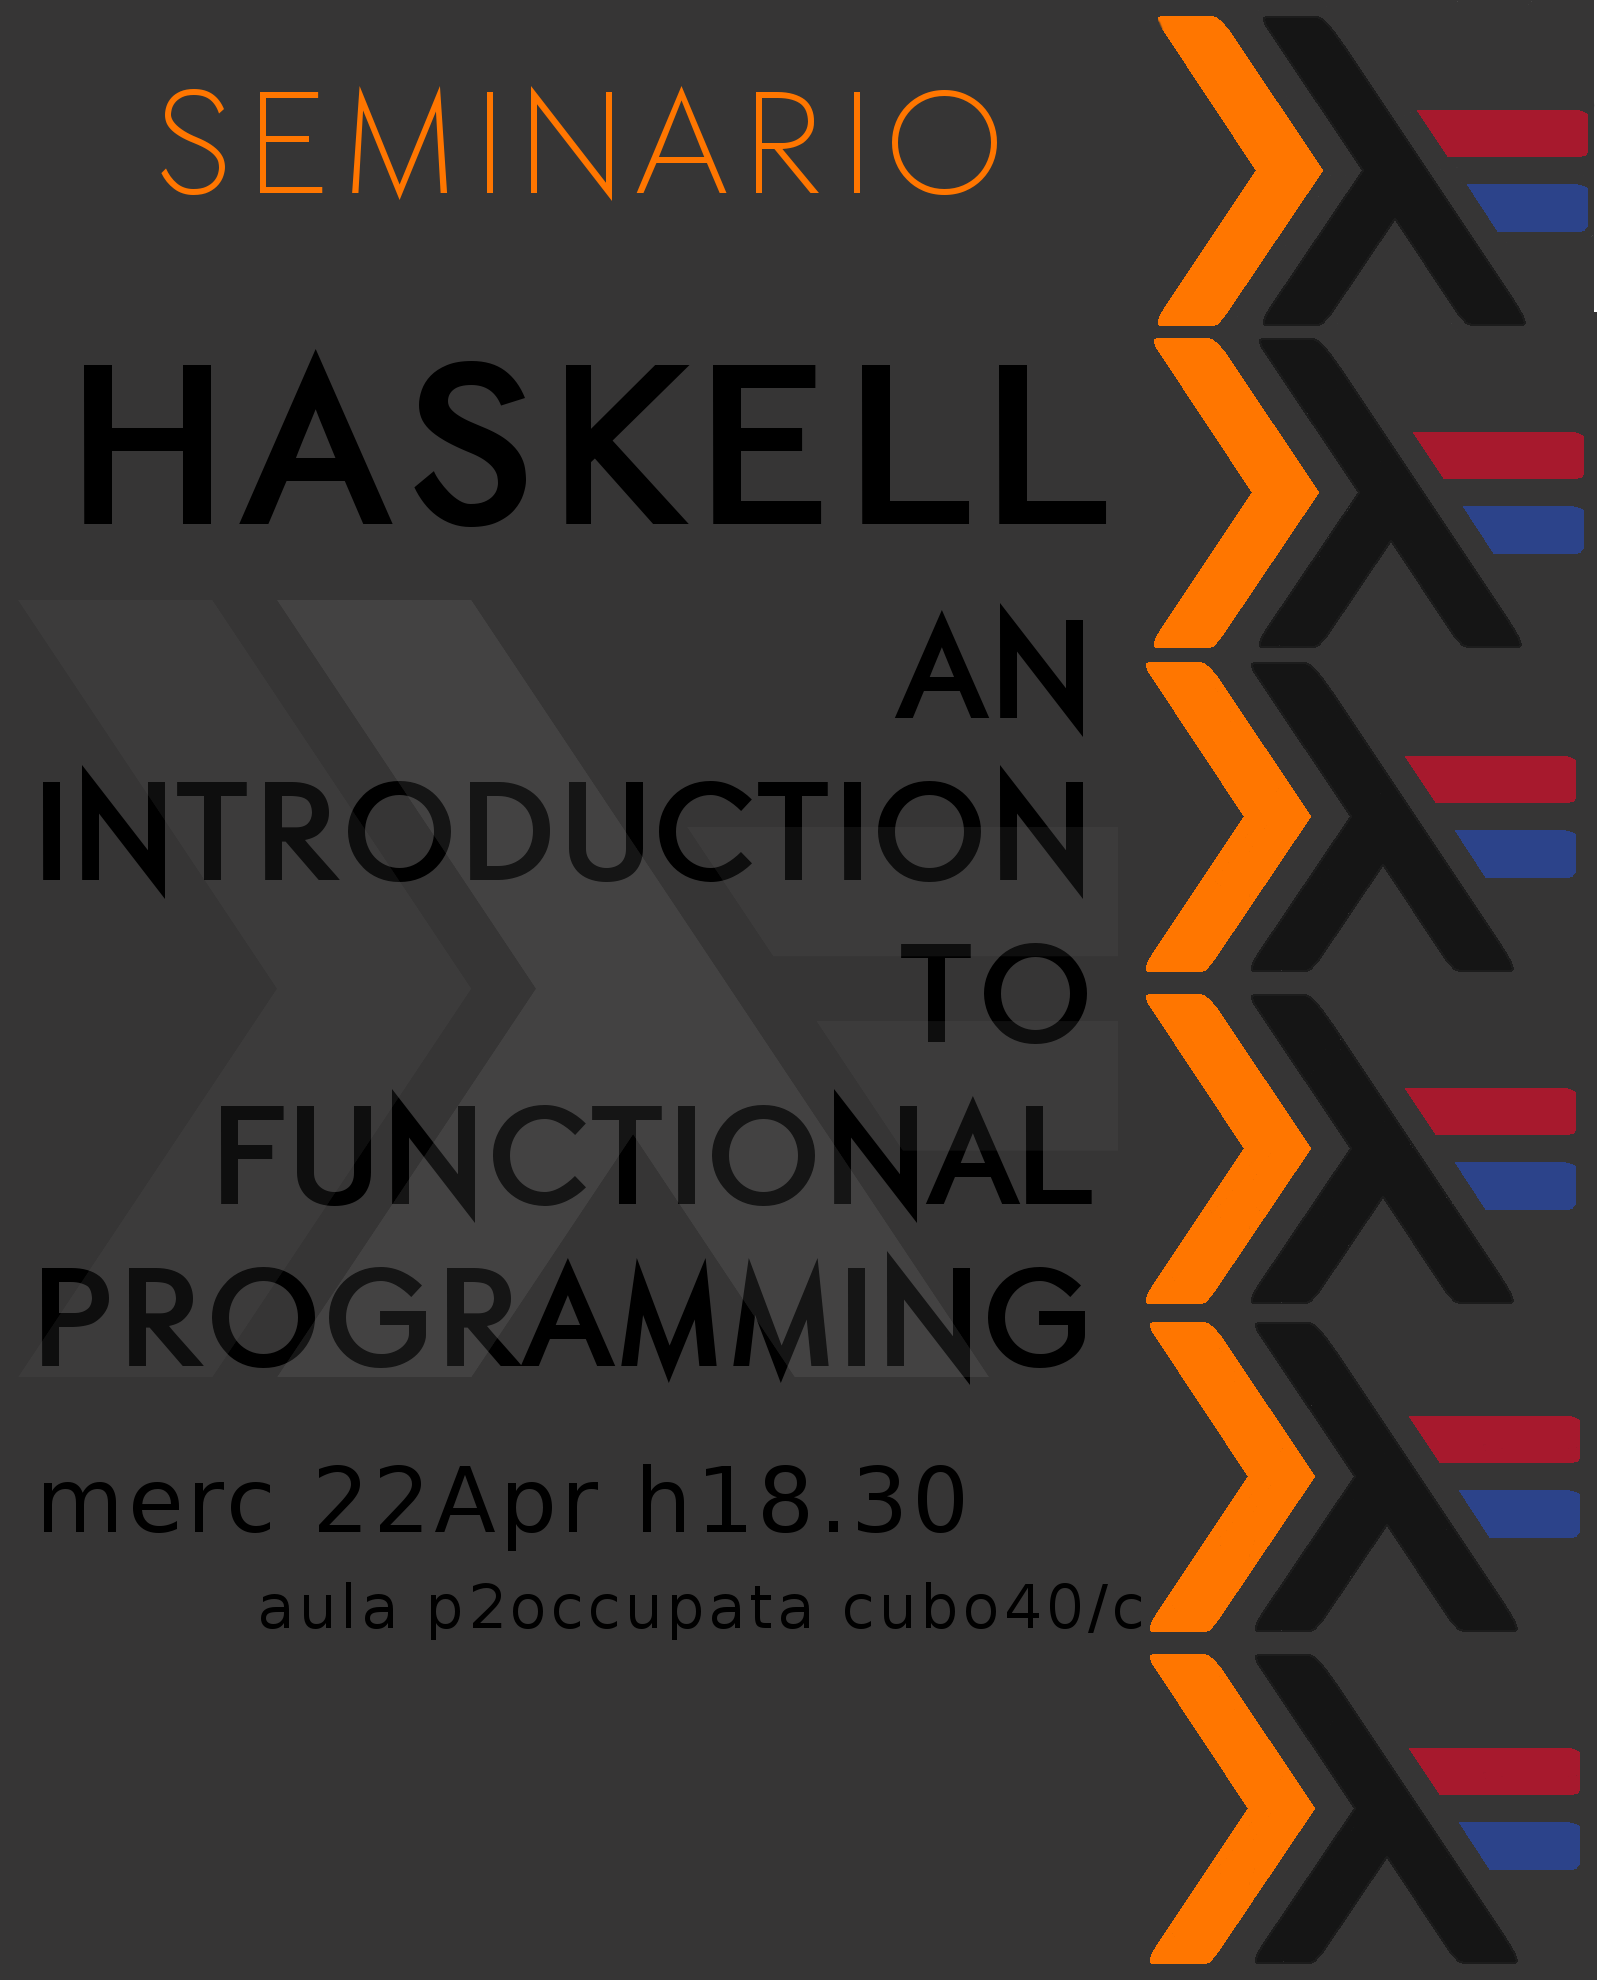 SEMINARIO
HASKELL
AN
INTRODUCTION
TO
FUNCTIONAL
PROGRAMMING
merc 22Apr h18.30
aula p2occupata cubo40/c